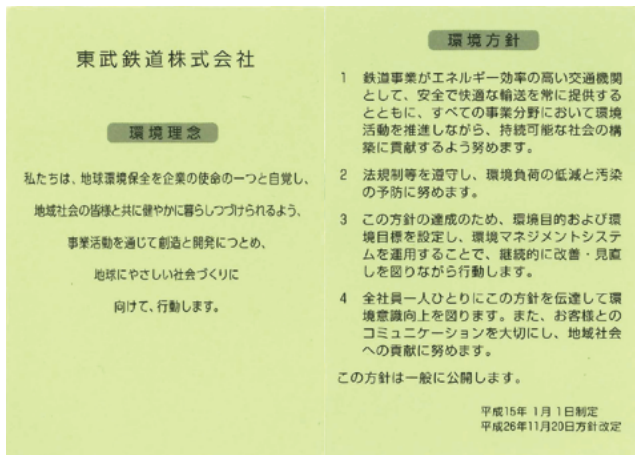 東武鉄道株式会社
環境理念
私たちは、地球環境保全を企業の使命の一つと自覚し、
地域社会の皆様と共に健やかに暮らしつづけられるよう、
事業活動を通じて創造と開発につとめ、
地球にやさしい社会づくりに
向けて、行動します。
環境方針
1 鉄道事業がエネルギー効率の高い交通機関
として、安全で快適な輸送を常に提供する
とともに、すべての事業分野において環境
活動を推進しながら、持続可能な社会の構
築に貢献するよう努めます。
2 法規制等を遵守し、環境負荷の低減と汚染
の予防に努めます。
3 この方針の達成のため、環境目的および環
境目標を設定し、環境マネジメントシステ
ムを運用することで、継続的に改善・見直
しを図りながら行動します。
4 全社員一人ひとりにこの方針を伝達して環
境意識向上を図ります。また、お客様との
コミュニケーションを大切にし、地域社会
への貢献に努めます。
この方針は一般に公開します。
平成15年 1月 1日制定
平成26年11月20日方針改定